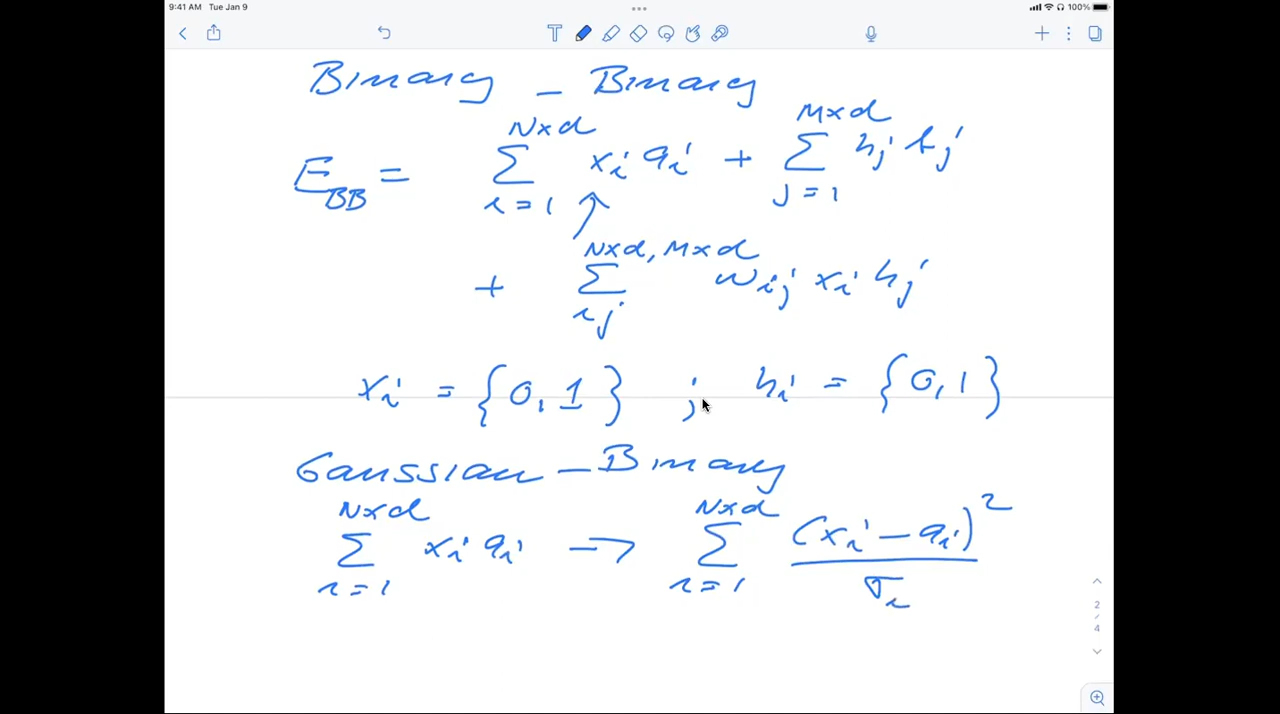 9:41 AM Tue Jan 9
100%
Binary - Binary
E_BB = ∑_{i=1}^{N×d} x_i a_i + ∑_{j=1}^{M×d} h_j b_j
+ ∑_{ij}^{N×d, M×d} w_ij x_i h_j
x_i = {0, 1} ; h_i = {0, 1}
Gaussian - Binary
∑_{i=1}^{N×d} x_i a_i → ∑_{i=1}^{N×d} (x_i - a_i)^2 / σ_i
2
/
4